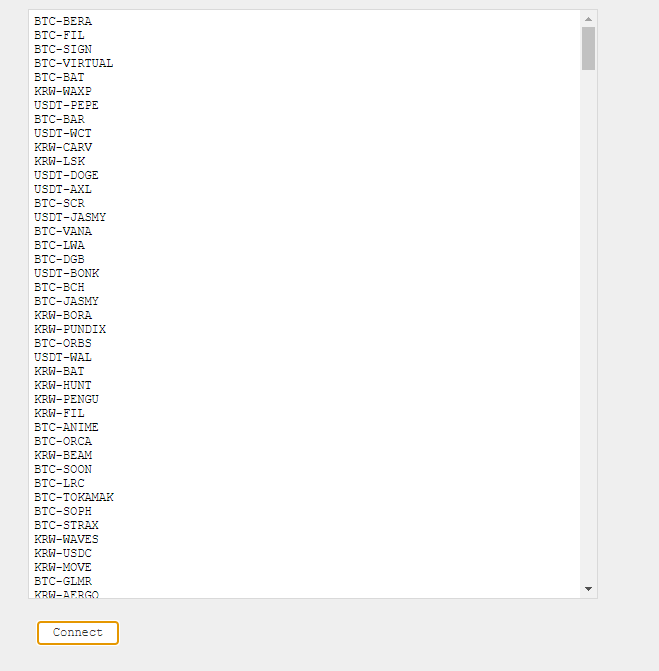 BTC-BERA
BTC-FIL
BTC-SIGN
BTC-VIRTUAL
BTC-BAT
KRW-WAXP
USDT-PEPE
BTC-BAR
USDT-WCT
KRW-CARV
KRW-LSK
USDT-DOGE
USDT-AXL
BTC-SCR
USDT-JASMY
BTC-VANA
BTC-LWA
BTC-DGB
USDT-BONK
BTC-BCH
BTC-JASMY
KRW-BORA
KRW-PUNDIX
BTC-ORBS
USDT-WAL
KRW-BAT
KRW-HUNT
KRW-PENGU
KRW-FIL
BTC-ANIME
BTC-ORCA
KRW-BEAM
BTC-SOON
BTC-LRC
BTC-TOKAMAK
BTC-SOPH
BTC-STRAX
KRW-WAVES
KRW-USDC
KRW-MOVE
BTC-GLMR
KRW-AERGO
Connect